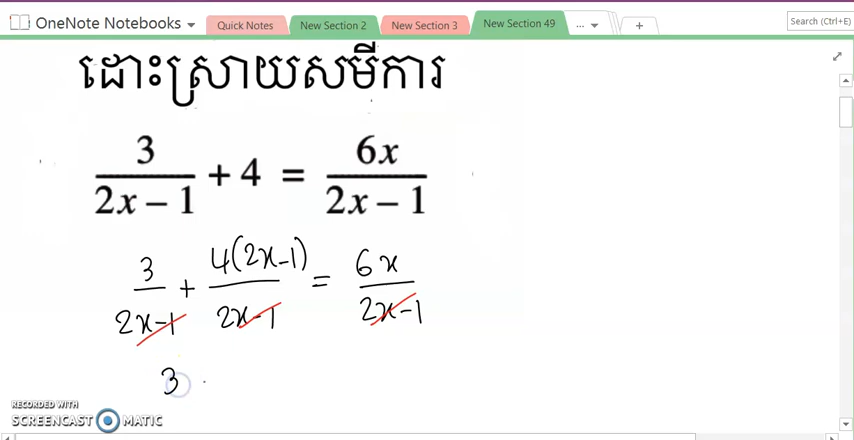 OneNote Notebooks Quick Notes New Section 2 New Section 3 New Section 49 ... + Search (Ctrl+E)
ដោះស្រាយសមីការ
3/(2x – 1) + 4 = 6x/(2x – 1)
3/(2x-1) + 4(2x-1)/(2x-1) = 6x/(2x-1)
3
RECORDED WITH
SCREENCAST MATIC